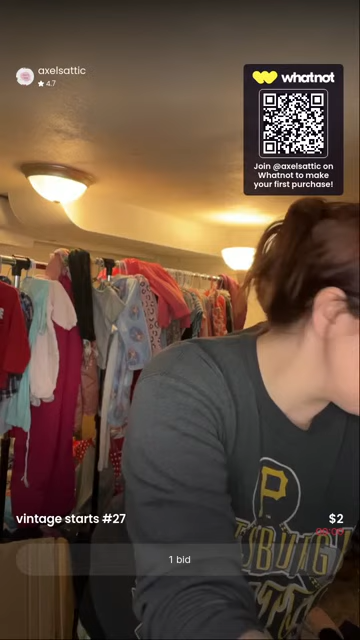 axelsattic
4.7
whatnot
Join @axelsattic on
Whatnot to make
your first purchase!
P
vintage starts #27
$2
1 bid